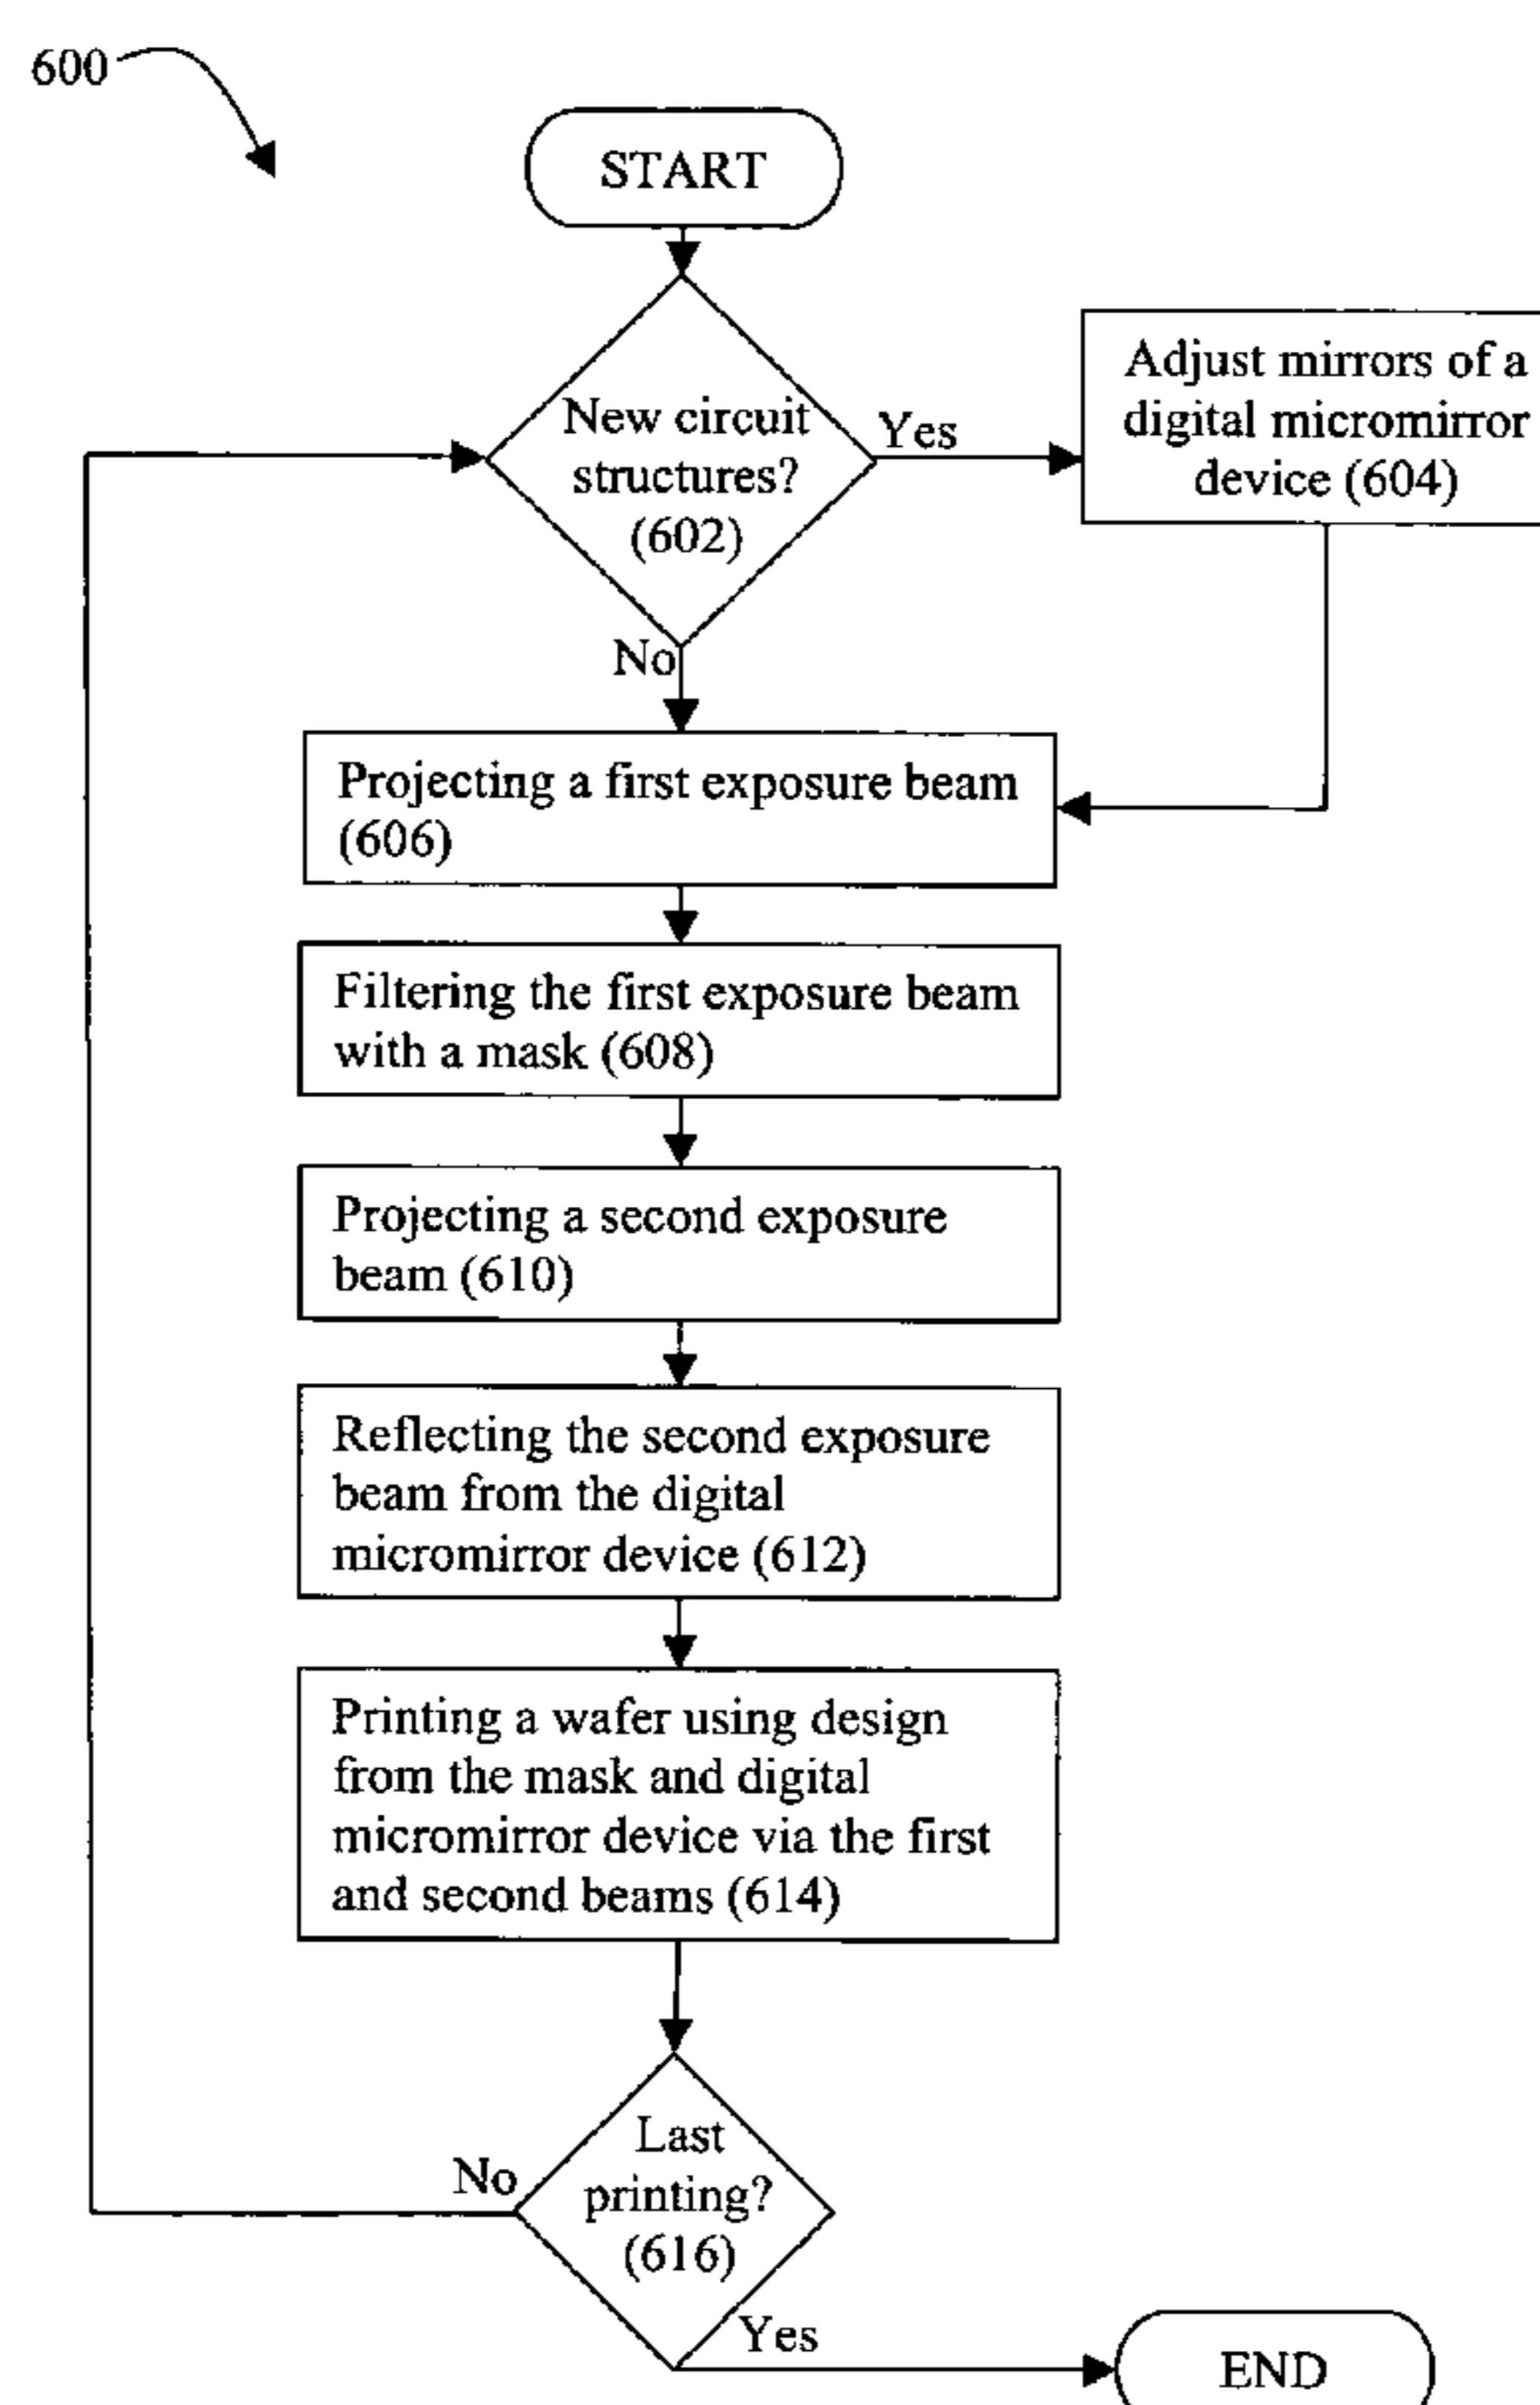 600
START
New circuit
structures?
(602)
Yes
Adjust mirrors of a
digital micromirror
device (604)
No
Projecting a first exposure beam
(606)
Filtering the first exposure beam
with a mask (608)
Projecting a second exposure
beam (610)
Reflecting the second exposure
beam from the digital
micromirror device (612)
Printing a wafer using design
from the mask and digital
micromirror device via the first
and second beams (614)
Last
printing?
(616)
No
Yes
END